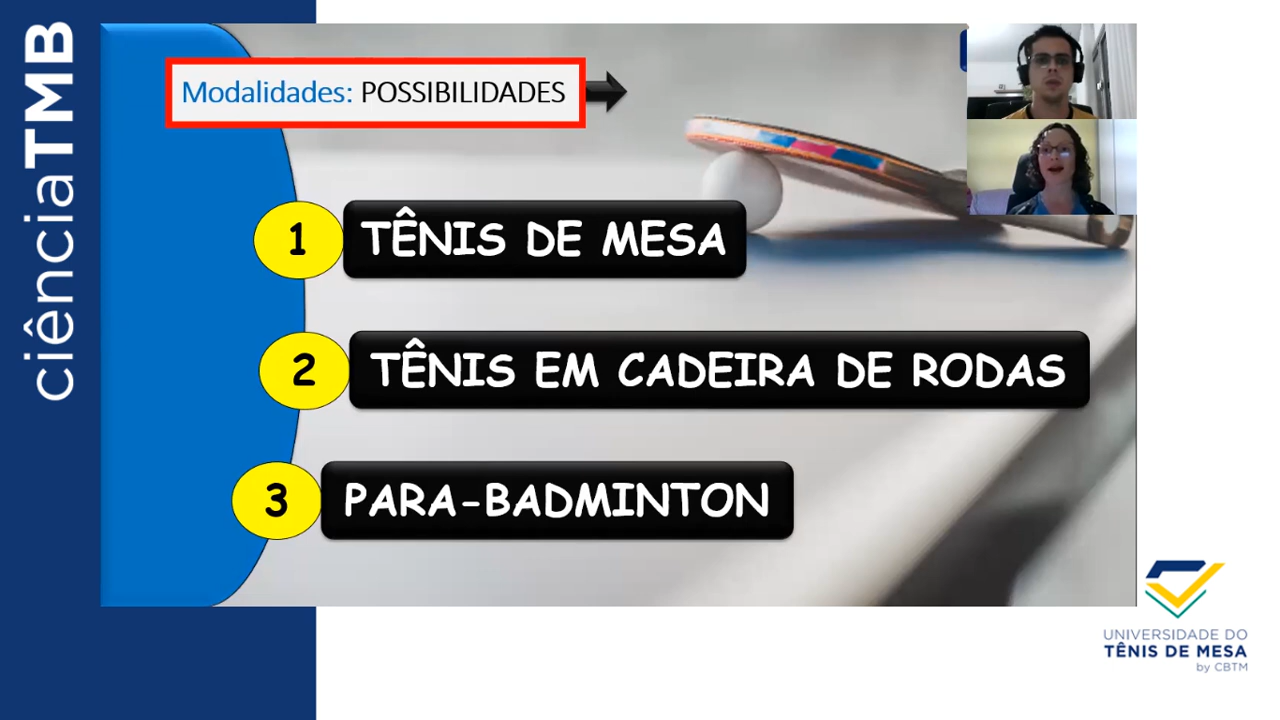 ciênciaTMB
Modalidades: POSSIBILIDADES
1 TÊNIS DE MESA
2 TÊNIS EM CADEIRA DE RODAS
3 PARA-BADMINTON
UNIVERSIDADE DO
TÊNIS DE MESA
by CBTM